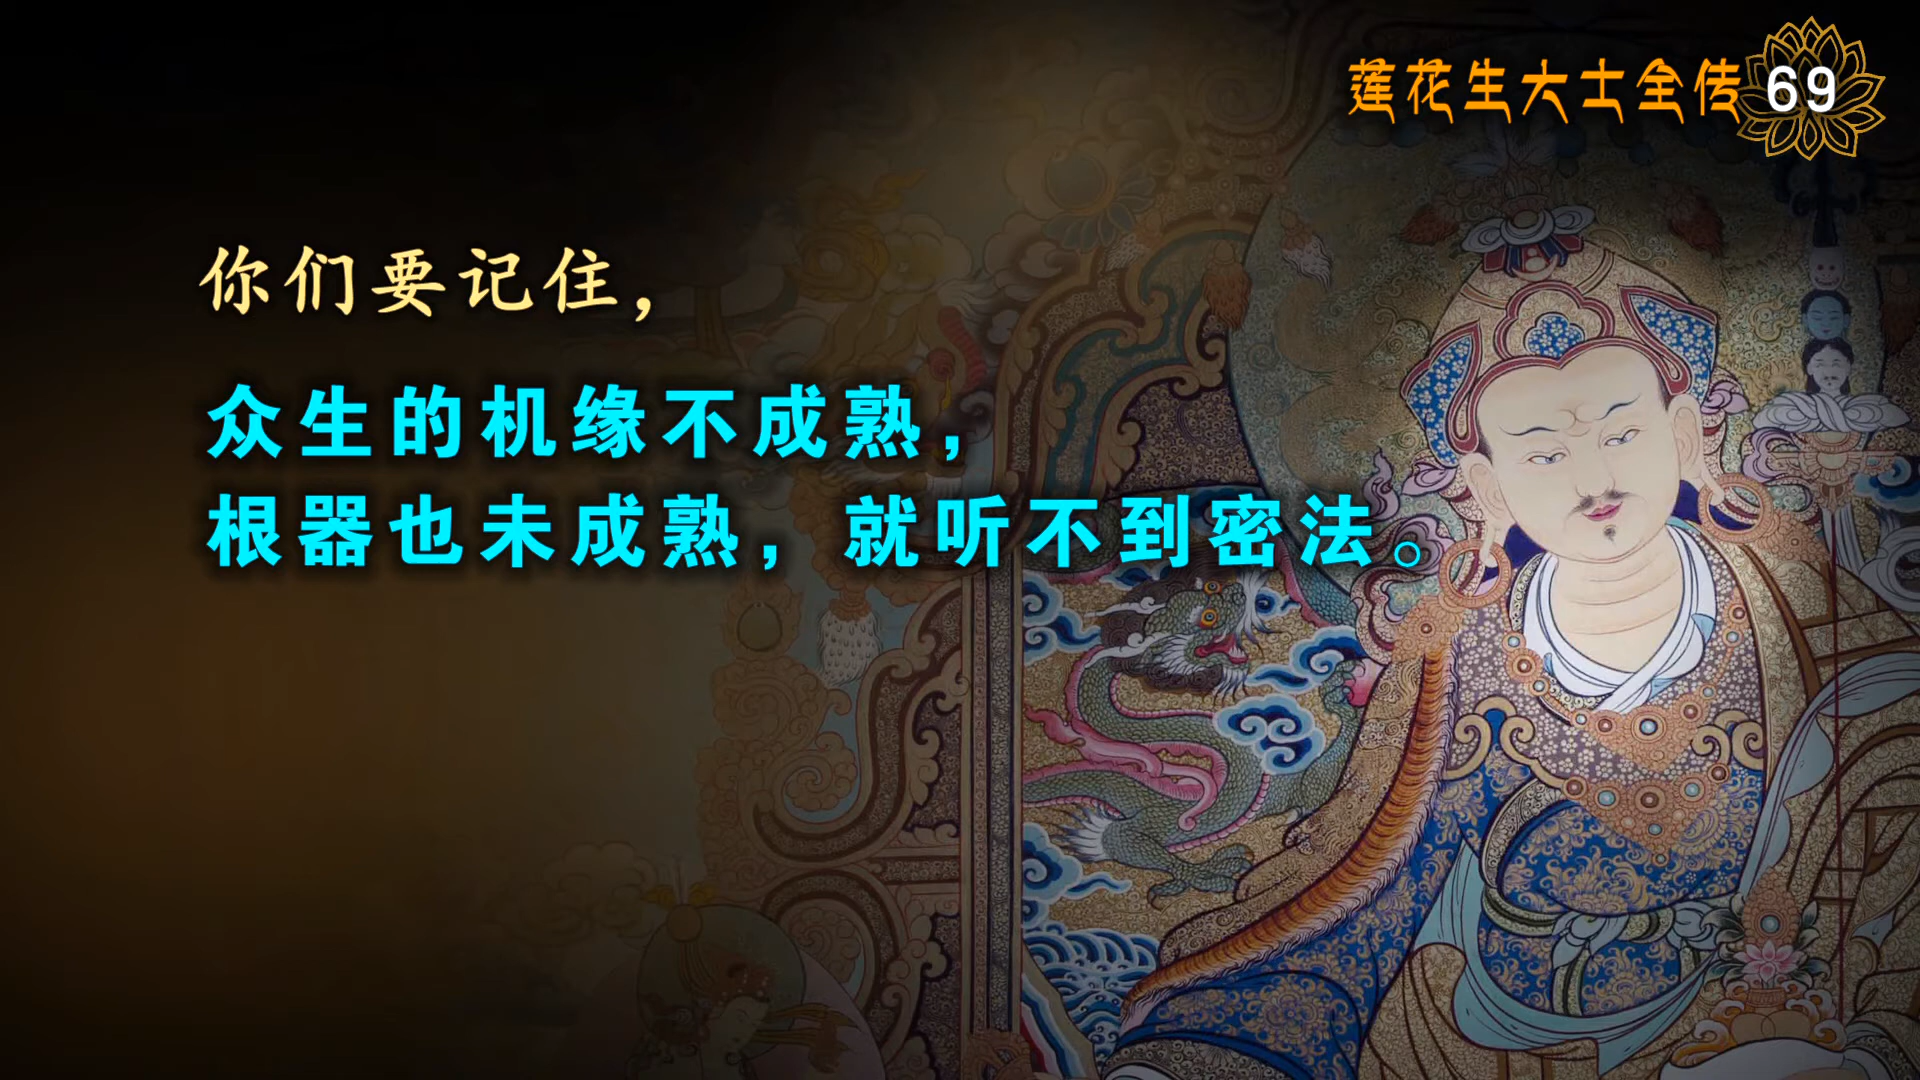 莲花生大士全传 69
你们要记住，
众生的机缘不成熟，
根器也未成熟，就听不到密法。